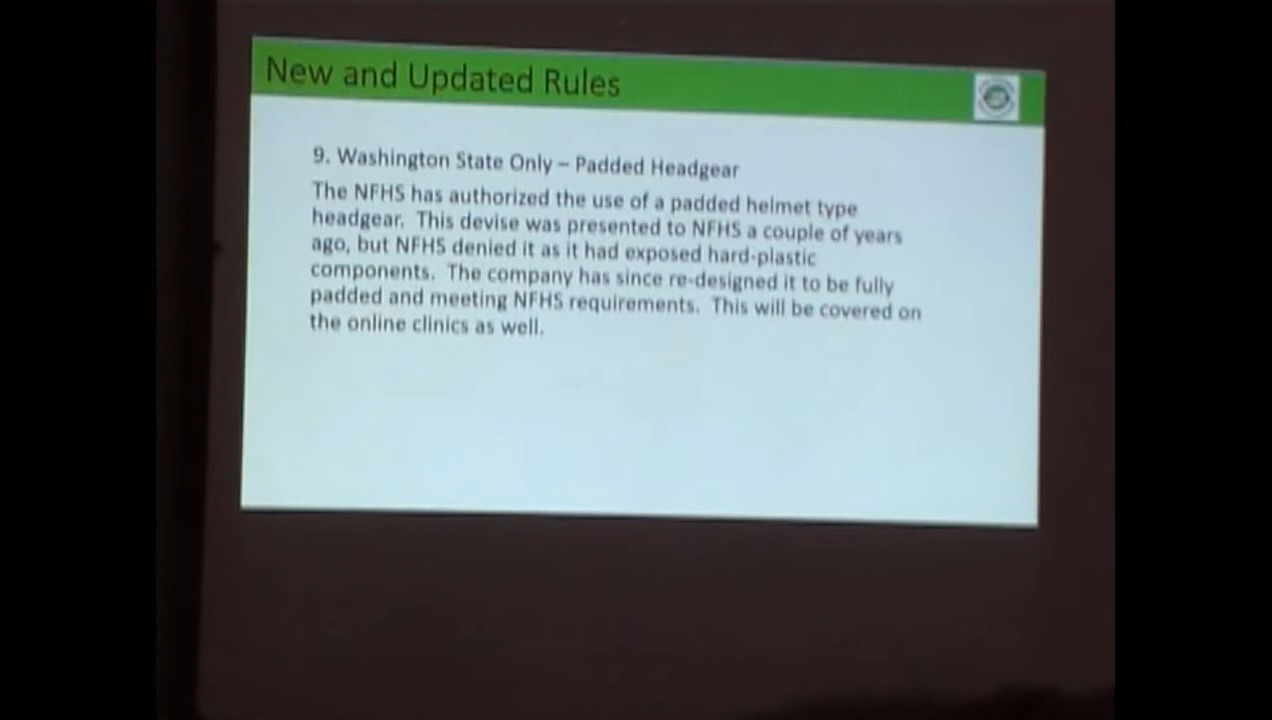 New and Updated Rules
9. Washington State Only – Padded Headgear
The NFHS has authorized the use of a padded helmet type
headgear. This devise was presented to NFHS a couple of years
ago, but NFHS denied it as it had exposed hard-plastic
components. The company has since re-designed it to be fully
padded and meeting NFHS requirements. This will be covered on
the online clinics as well.